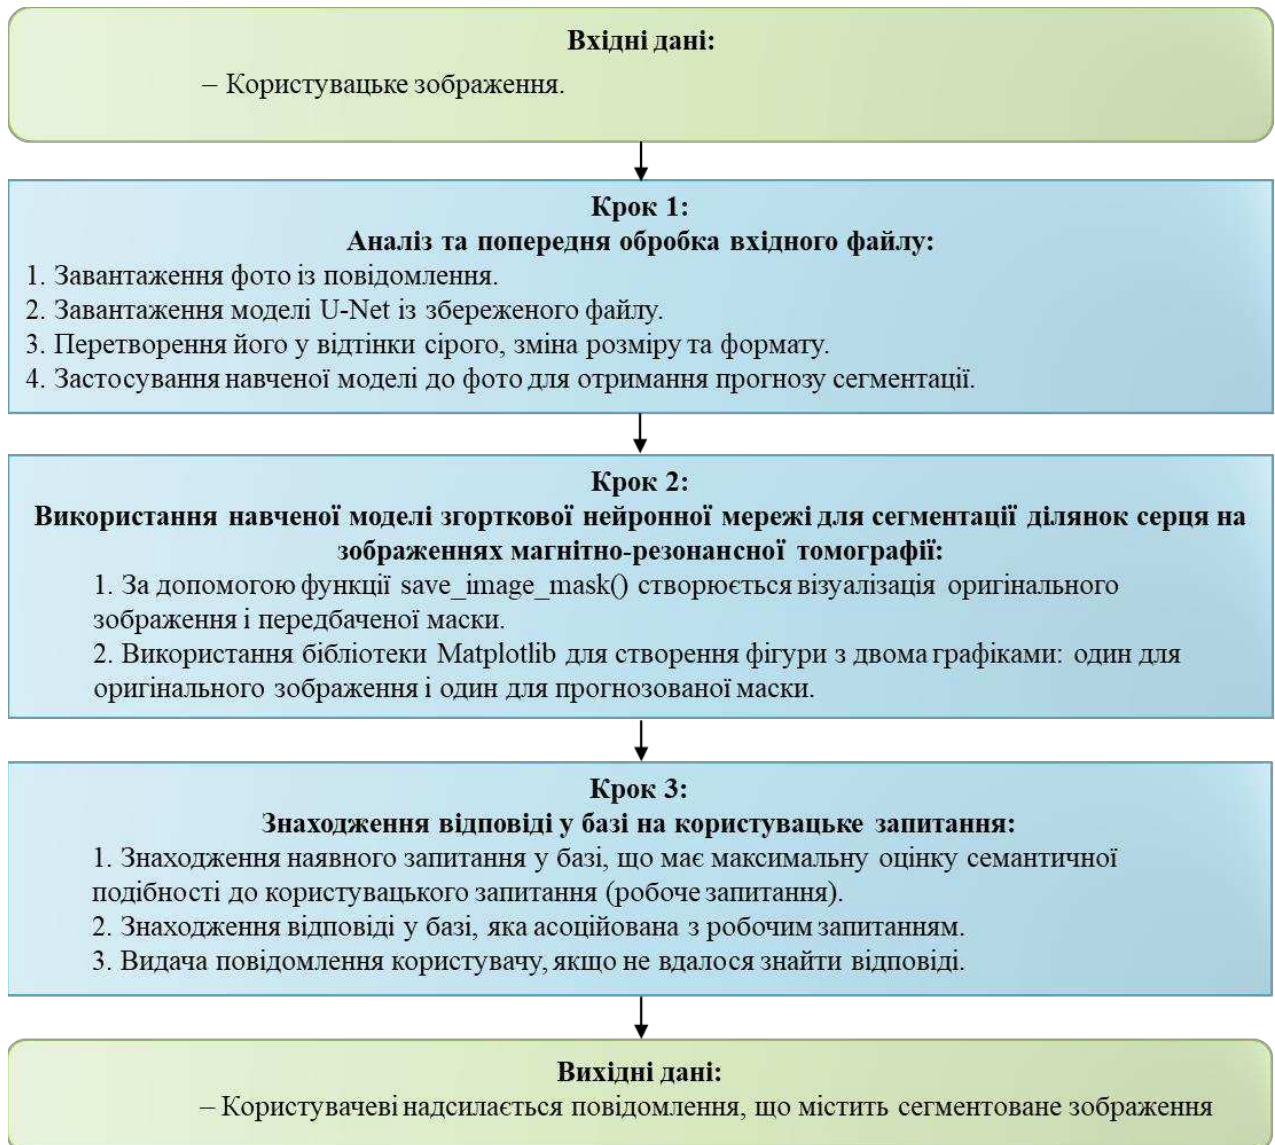 Вхідні дані:
– Користувацьке зображення.
Крок 1:
Аналіз та попередня обробка вхідного файлу:
1. Завантаження фото із повідомлення.
2. Завантаження моделі U-Net із збереженого файлу.
3. Перетворення його у відтінки сірого, зміна розміру та формату.
4. Застосування навченої моделі до фото для отримання прогнозу сегментації.
Крок 2:
Використання навченої моделі згорткової нейронної мережі для сегментації ділянок серця на
зображеннях магнітно-резонансної томографії:
1. За допомогою функції save_image_mask() створюється візуалізація оригінального
зображення і передбаченої маски.
2. Використання бібліотеки Matplotlib для створення фігури з двома графіками: один для
оригінального зображення і один для прогнозованої маски.
Крок 3:
Знаходження відповіді у базі на користувацьке запитання:
1. Знаходження наявного запитання у базі, що має максимальну оцінку семантичної
подібності до користувацького запитання (робоче запитання).
2. Знаходження відповіді у базі, яка асоційована з робочим запитанням.
3. Видача повідомлення користувачу, якщо не вдалося знайти відповіді.
Вихідні дані:
– Користувачеві надсилається повідомлення, що містить сегментоване зображення